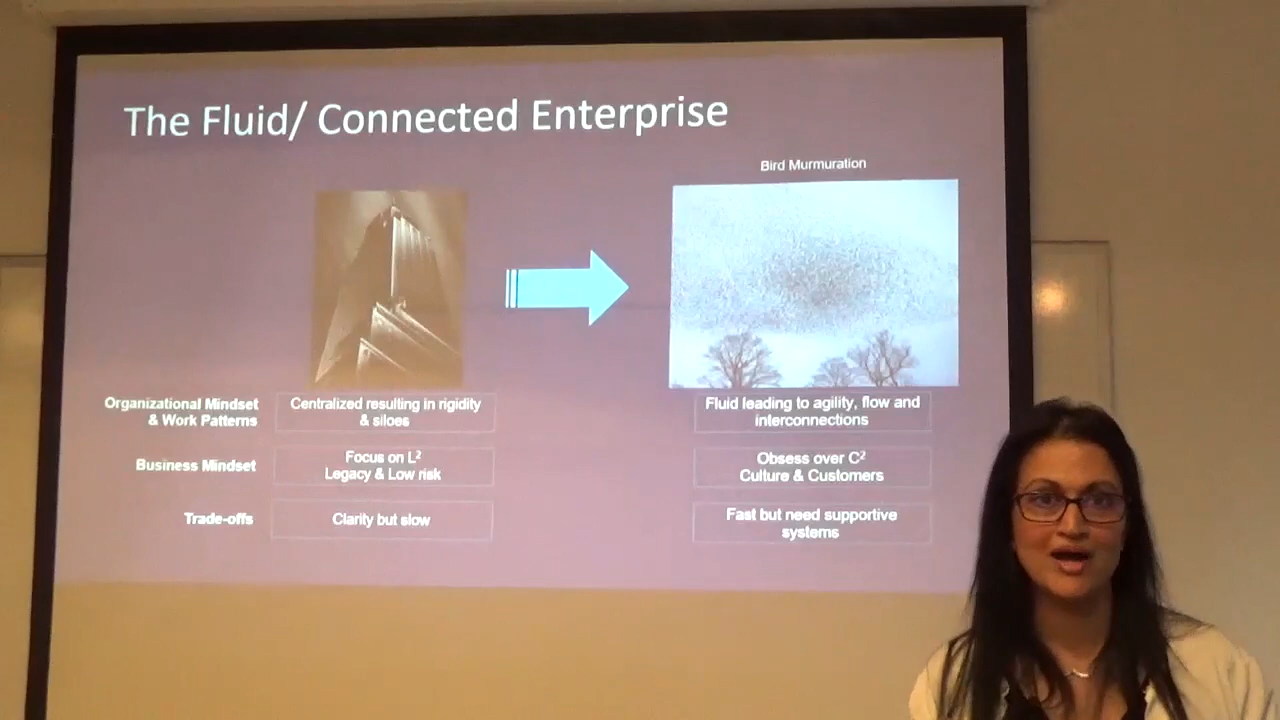 The Fluid/ Connected Enterprise
Bird Murmuration
Organizational Mindset
& Work Patterns
Centralized resulting in rigidity
& siloes
Fluid leading to agility, flow and
interconnections
Business Mindset
Focus on L²
Legacy & Low risk
Obsess over C²
Culture & Customers
Trade-offs
Clarity but slow
Fast but need supportive
systems